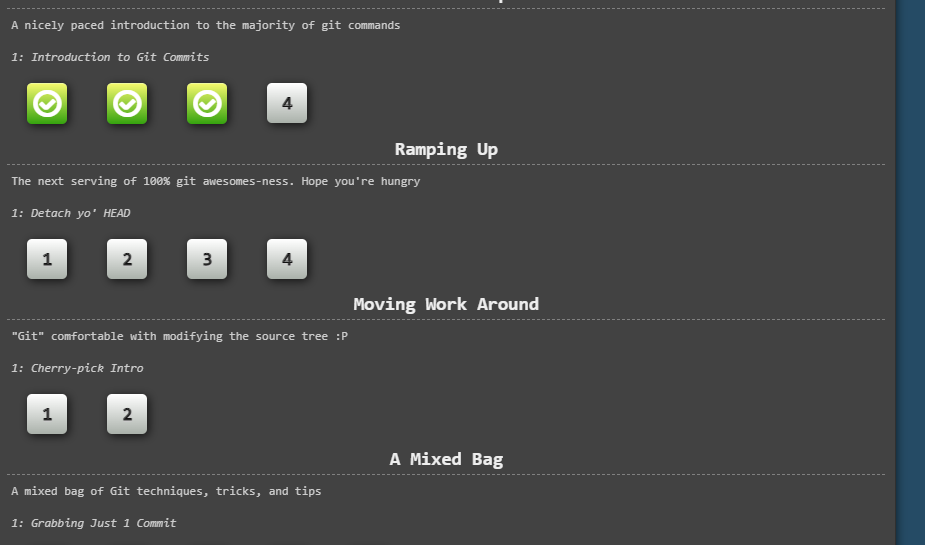 A nicely paced introduction to the majority of git commands
1: Introduction to Git Commits
4
Ramping Up
The next serving of 100% git awesomes-ness. Hope you're hungry
1: Detach yo' HEAD
1 2 3 4
Moving Work Around
"Git" comfortable with modifying the source tree :P
1: Cherry-pick Intro
1 2
A Mixed Bag
A mixed bag of Git techniques, tricks, and tips
1: Grabbing Just 1 Commit